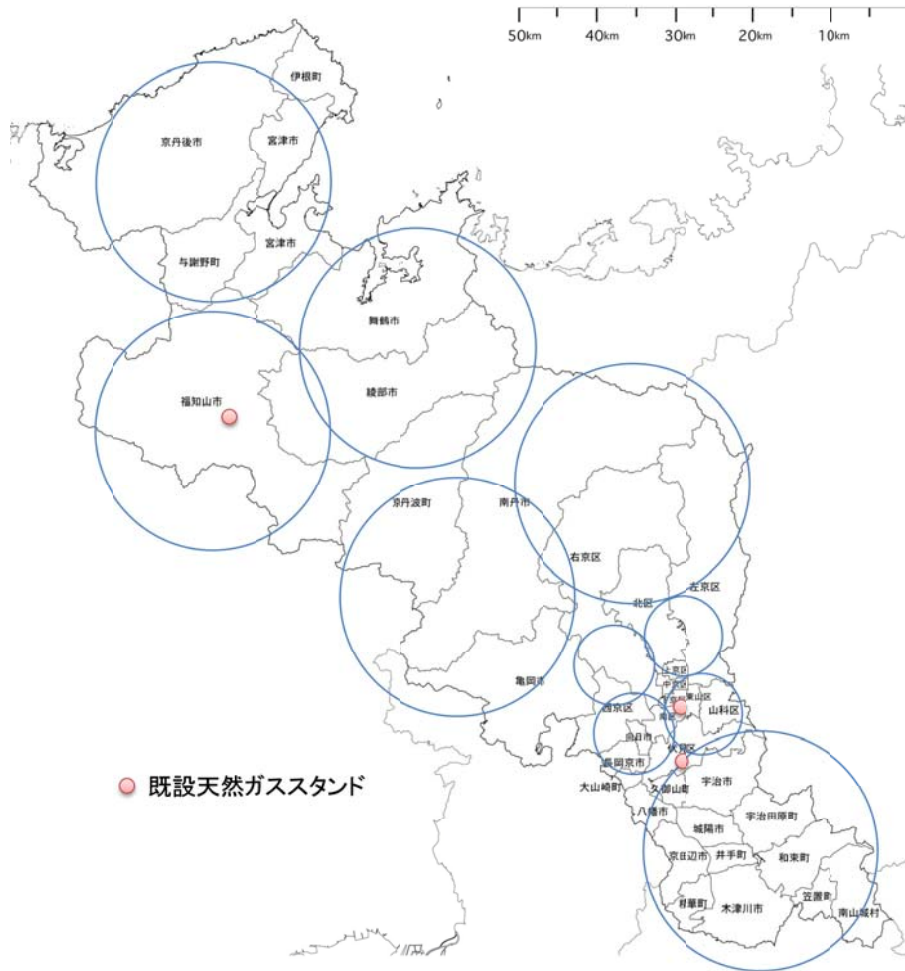 50km 40km 30km 20km 10km
伊根町
京丹後市
宮津市
宮津市
与謝野町
舞鶴市
福知山市
綾部市
京丹波町
南丹市
右京区
左京区
北区
上京区
中京区
東山区
亀岡市
西京区
南区
山科区
向日市
伏見区
長岡京市
大山崎町
久御山町
宇治市
八幡市
城陽市
宇治田原町
京田辺市
井手町
和束町
精華町
木津川市
笠置町
南山城村
既設天然ガススタンド